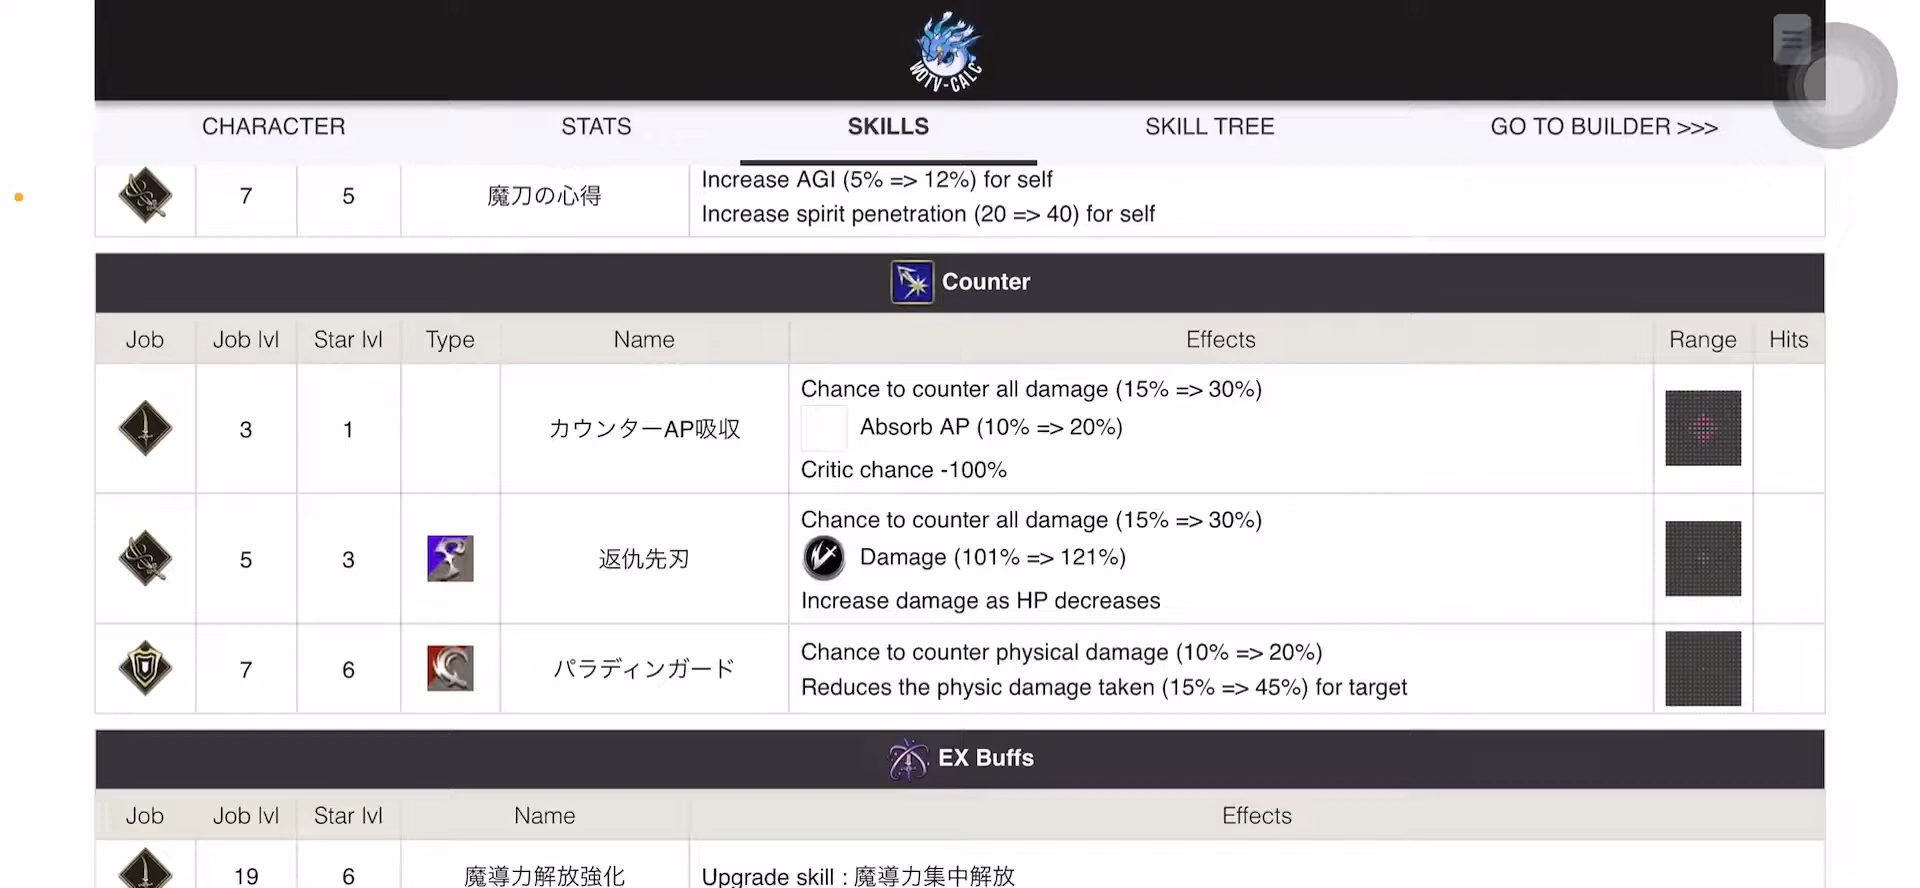 WOTV-CALC
CHARACTER STATS SKILLS SKILL TREE GO TO BUILDER >>>
7 5 魔刀の心得 Increase AGI (5% => 12%) for self
Increase spirit penetration (20 => 40) for self
Counter
Job Job lvl Star lvl Type Name Effects Range Hits
3 1 カウンターAP吸収 Chance to counter all damage (15% => 30%)
Absorb AP (10% => 20%)
Critic chance -100%
5 3 返仇先刃 Chance to counter all damage (15% => 30%)
Damage (101% => 121%)
Increase damage as HP decreases
7 6 パラディンガード Chance to counter physical damage (10% => 20%)
Reduces the physic damage taken (15% => 45%) for target
EX Buffs
Job Job lvl Star lvl Name Effects
19 6 魔導力解放強化 Upgrade skill : 魔導力集中解放